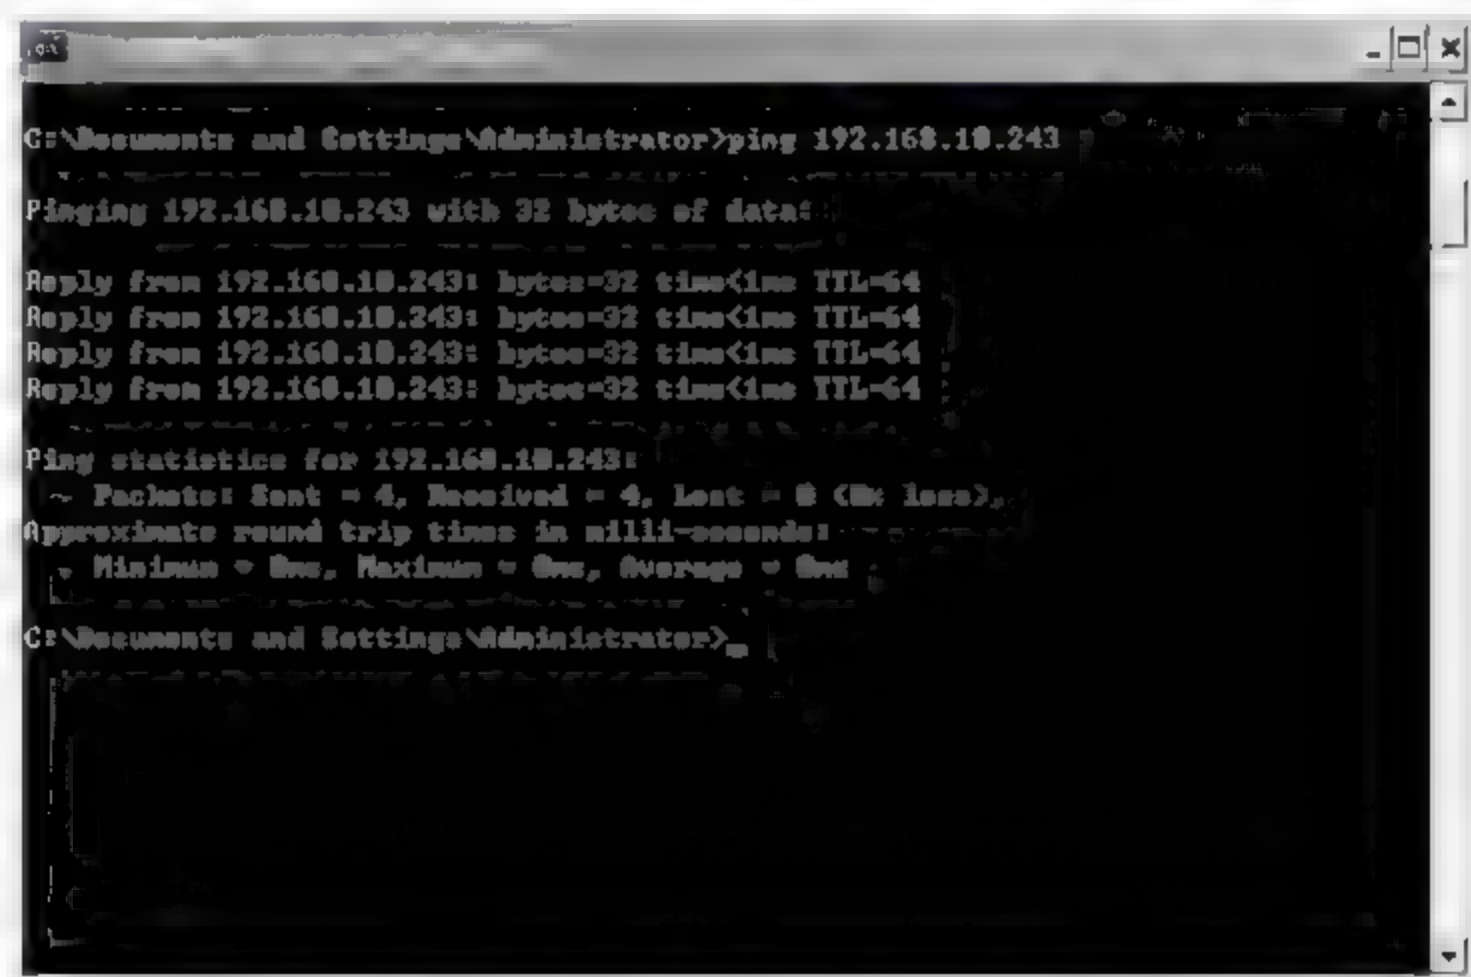 C:\Documents and Settings\Administrator>ping 192.168.10.243
Pinging 192.168.10.243 with 32 bytes of data:
Reply from 192.168.10.243: bytes=32 time<1ms TTL=64
Reply from 192.168.10.243: bytes=32 time<1ms TTL=64
Reply from 192.168.10.243: bytes=32 time<1ms TTL=64
Reply from 192.168.10.243: bytes=32 time<1ms TTL=64
Ping statistics for 192.168.10.243:
Packets: Sent = 4, Received = 4, Lost = 0 (0% loss),
Approximate round trip times in milli-seconds:
Minimum = 0ms, Maximum = 0ms, Average = 0ms
C:\Documents and Settings\Administrator>_